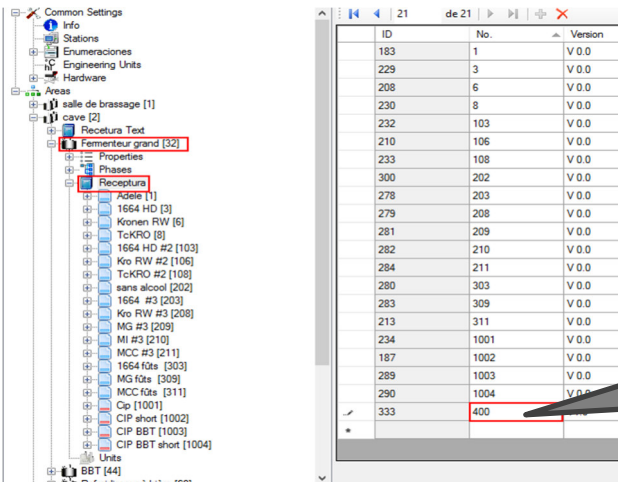 Common Settings
Info
Stations
Enumeraciones
Engineering Units
Hardware
Areas
salle de brassage [1]
cave [2]
Recetura Text
Fermenteur grand [32]
Properties
Phases
Receptura
Adele [1]
1664 HD [3]
Kronen RW [6]
TcKRO [8]
1664 HD #2 [103]
Kro RW #2 [106]
TcKRO #2 [108]
sans alcool [202]
1664 #3 [203]
Kro RW #3 [208]
MG #3 [209]
MI #3 [210]
MCC #3 [211]
1664 fûts [303]
MG fûts [309]
MCC fûts [311]
Cip [1001]
CIP short [1002]
CIP BBT [1003]
CIP BBT short [1004]
Units
BBT [44]
21 de 21
ID No. Version
183 1 V 0.0
229 3 V 0.0
208 6 V 0.0
230 8 V 0.0
232 103 V 0.0
210 106 V 0.0
233 108 V 0.0
300 202 V 0.0
278 203 V 0.0
279 208 V 0.0
281 209 V 0.0
282 210 V 0.0
284 211 V 0.0
280 303 V 0.0
283 309 V 0.0
213 311 V 0.0
234 1001 V 0.0
187 1002 V 0.0
289 1003 V 0.0
290 1004 V 0.0
333 400